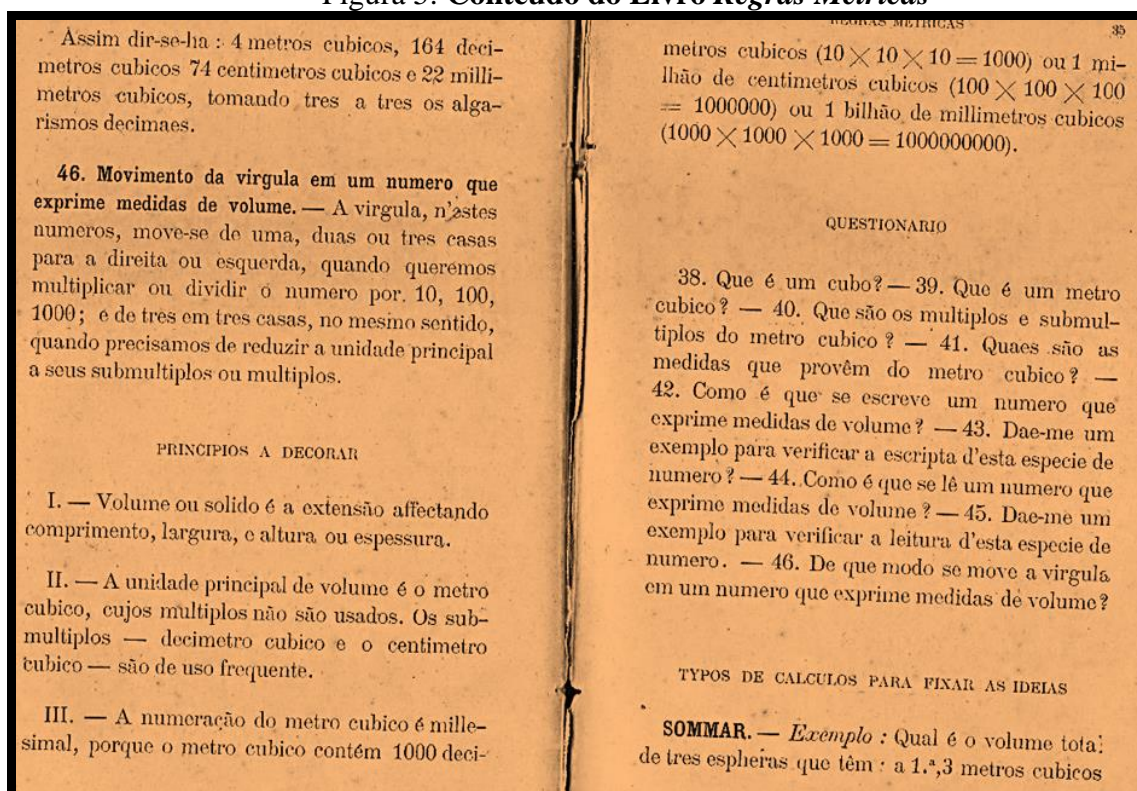 Figura 3: Conteúdo do Livro Regras Métricas
Assim dir-se-ha : 4 metros cubicos, 164 deci-
metros cubicos 74 centimetros cubicos e 22 milli-
metros cubicos, tomando tres a tres os alga-
rismos decimaes.
46. Movimento da virgula em um numero que
exprime medidas de volume. — A virgula, n'estes
numeros, move-se de uma, duas ou tres casas
para a direita ou esquerda, quando queremos
multiplicar ou dividir o numero por. 10, 100,
1000; e de tres em tres casas, no mesmo sentido,
quando precisamos de reduzir a unidade principal
a seus submultiplos ou multiplos.
PRINCIPIOS A DECORAR
I. — Volume ou solido é a extensão affectando
comprimento, largura, e altura ou espessura.
II. — A unidade principal de volume é o metro
cubico, cujos multiplos não são usados. Os sub-
multiplos — decimetro cubico e o centimetro
cubico — são de uso frequente.
III. — A numeração do metro cubico é mille-
simal, porque o metro cubico contém 1000 deci-
REGRAS METRICAS 35
metros cubicos (10 × 10 × 10 = 1000) ou 1 mi-
lhão de centimetros cubicos (100 × 100 × 100
= 1000000) ou 1 bilhão de millimetros cubicos
(1000 × 1000 × 1000 = 1000000000).
QUESTIONARIO
38. Que é um cubo? — 39. Que é um metro
cubico ? — 40. Que são os multiplos e submul-
tiplos do metro cubico ? — 41. Quaes são as
medidas que provêm do metro cubico ? —
42. Como é que se escreve um numero que
exprime medidas de volume ? — 43. Dae-me um
exemplo para verificar a escripta d'esta especie de
numero ? — 44. Como é que se lê um numero que
exprime medidas de volume ? — 45. Dae-me um
exemplo para verificar a leitura d'esta especie de
numero. — 46. De que modo se move a virgula
em um numero que exprime medidas de volume ?
TYPOS DE CALCULOS PARA FIXAR AS IDEIAS
SOMMAR. — Exemplo : Qual é o volume total
de tres espheras que têm : a 1.ª,3 metros cubicos